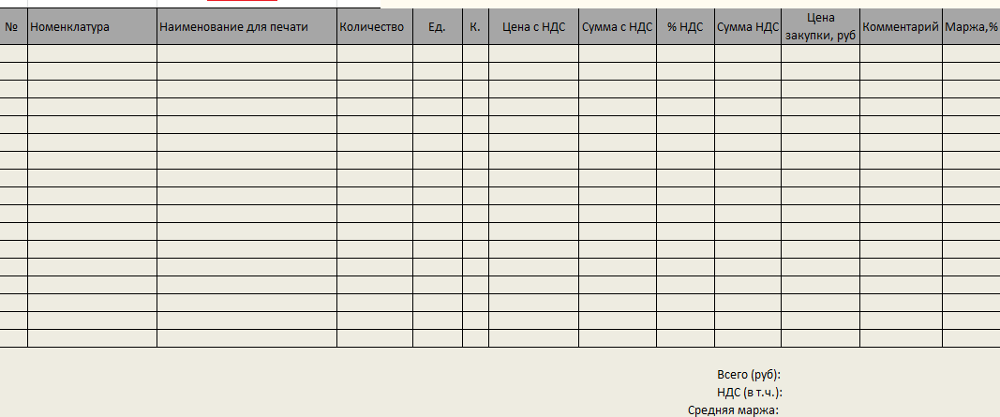 № Номенклатура Наименование для печати Количество Ед. К. Цена с НДС Сумма с НДС % НДС Сумма НДС Цена закупки, руб Комментарий Маржа,%
Всего (руб):
НДС (в т.ч.):
Средняя маржа: